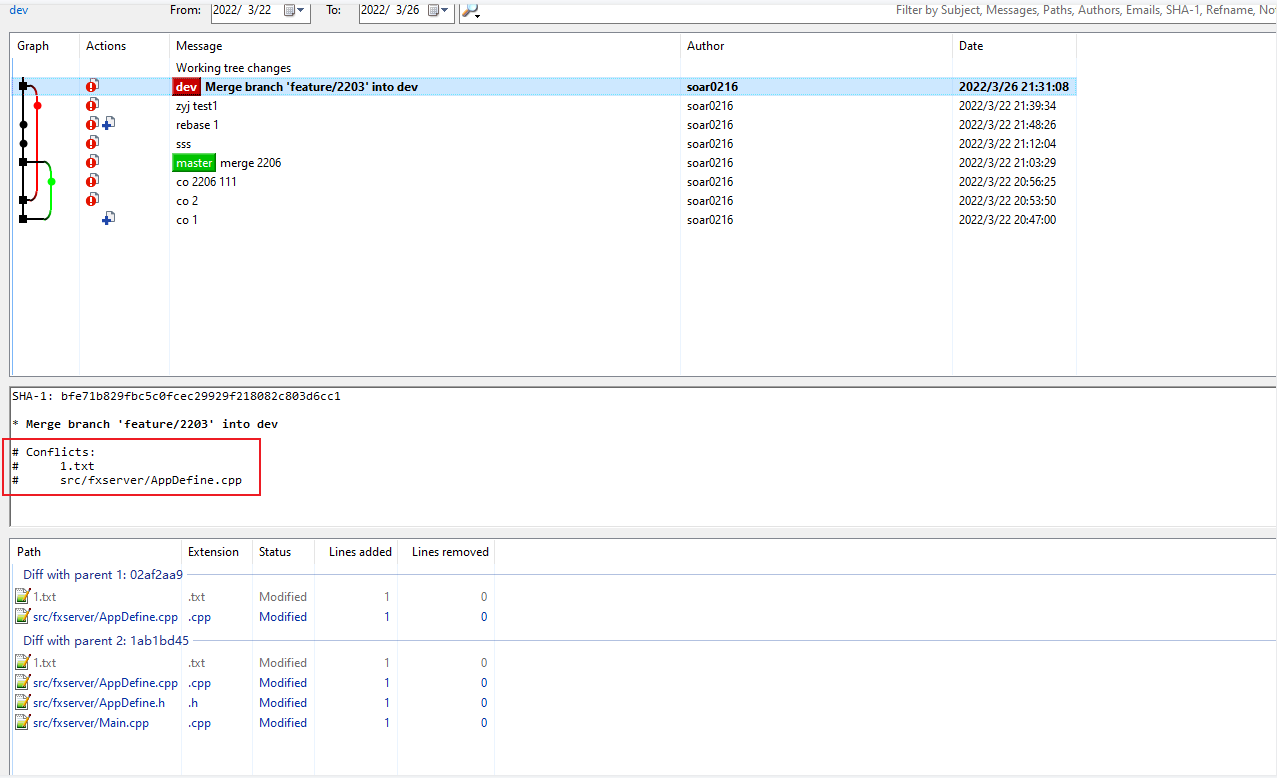 dev From: 2022/ 3/22 To: 2022/ 3/26 Filter by Subject, Messages, Paths, Authors, Emails, SHA-1, Refname, No
Graph Actions Message Author Date
Working tree changes
dev Merge branch 'feature/2203' into dev soar0216 2022/3/26 21:31:08
zyj test1 soar0216 2022/3/22 21:39:34
rebase 1 soar0216 2022/3/22 21:48:26
sss soar0216 2022/3/22 21:12:04
master merge 2206 soar0216 2022/3/22 21:03:29
co 2206 111 soar0216 2022/3/22 20:56:25
co 2 soar0216 2022/3/22 20:53:50
co 1 soar0216 2022/3/22 20:47:00
SHA-1: bfe71b829fbc5c0fcec29929f218082c803d6cc1
* Merge branch 'feature/2203' into dev
# Conflicts:
# 1.txt
# src/fxserver/AppDefine.cpp
Path Extension Status Lines added Lines removed
Diff with parent 1: 02af2aa9
1.txt .txt Modified 1 0
src/fxserver/AppDefine.cpp .cpp Modified 1 0
Diff with parent 2: 1ab1bd45
1.txt .txt Modified 1 0
src/fxserver/AppDefine.cpp .cpp Modified 1 0
src/fxserver/AppDefine.h .h Modified 1 0
src/fxserver/Main.cpp .cpp Modified 1 0